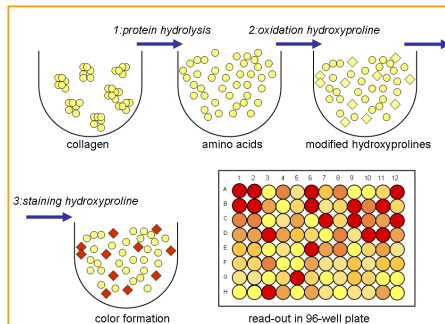 1:protein hydrolysis
2:oxidation hydroxyproline
collagen
amino acids
modified hydroxyprolines
3:staining hydroxyproline
1 2 3 4 5 6 7 8 9 10 11 12
A
B
C
D
E
F
G
H
color formation
read-out in 96-well plate